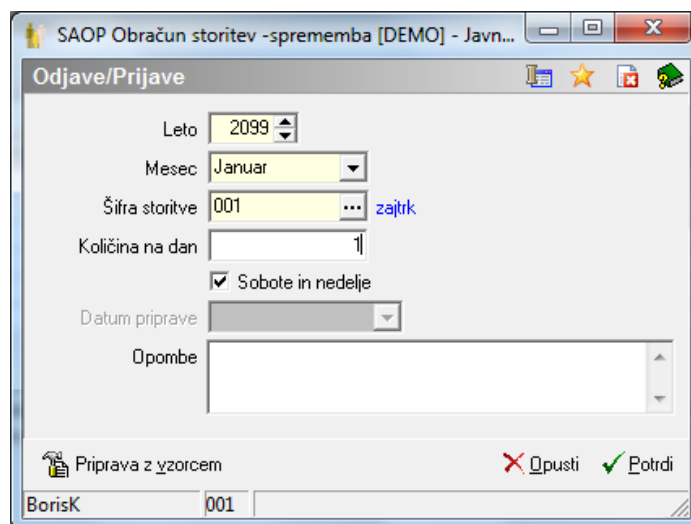 SAOP Obračun storitev -sprememba [DEMO] - Javn...
Odjave/Prijave
Leto 2099
Mesec Januar
Šifra storitve 001 ... zajtrk
Količina na dan 1
Sobote in nedelje
Datum priprave
Opombe
Priprava z vzorcem Opusti Potrdi
BorisK 001